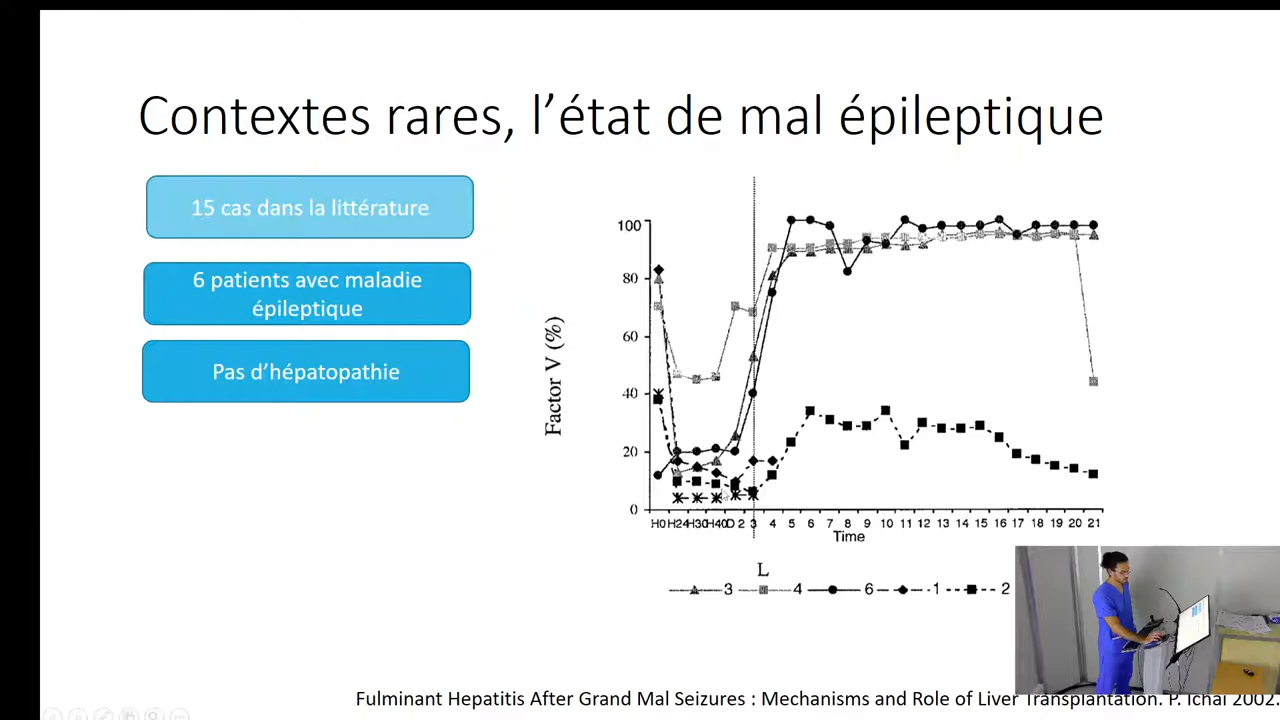 Contextes rares, l’état de mal épileptique
15 cas dans la littérature
6 patients avec maladie
épileptique
Pas d’hépatopathie
Factor V (%)
100
80
60
40
20
0
H0 H24 H30 H40 D 2 3 4 5 6 7 8 9 10 11 12 13 14 15 16 17 18 19 20 21
Time
L
3 4 6 1 2
Fulminant Hepatitis After Grand Mal Seizures : Mechanisms and Role of Liver Transplantation. P. Ichai 2002.